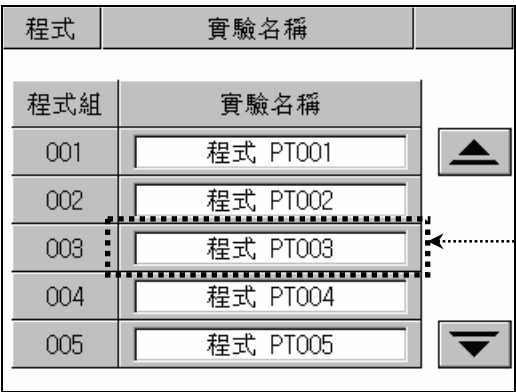 程式 實驗名稱
程式組 實驗名稱
001 程式 PT001
002 程式 PT002
003 程式 PT003
004 程式 PT004
005 程式 PT005